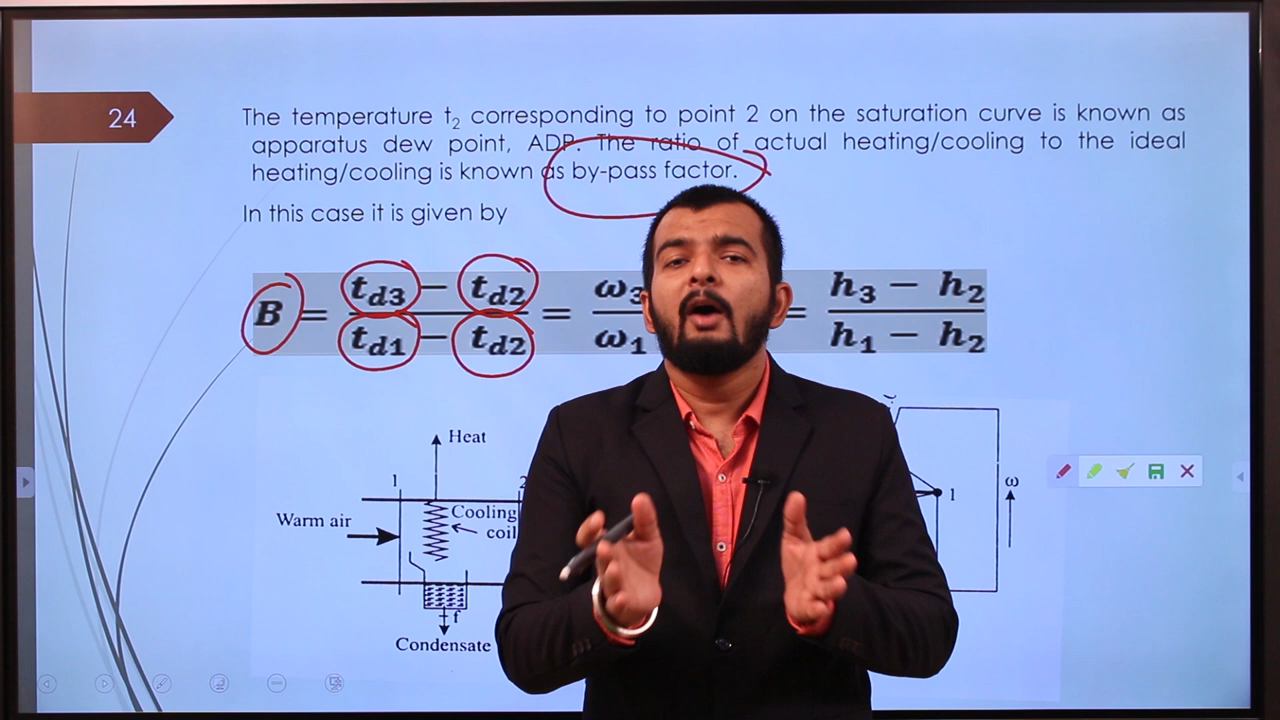 24
The temperature t2 corresponding to point 2 on the saturation curve is known as
apparatus dew point, ADP. The ratio of actual heating/cooling to the ideal
heating/cooling is known as by-pass factor.
In this case it is given by
B = (td3 − td2)/(td1 − td2) = ω3/ω1 = (h3 − h2)/(h1 − h2)
Heat
1 2
1 ω
Cooling
coil
Warm air
f
Condensate